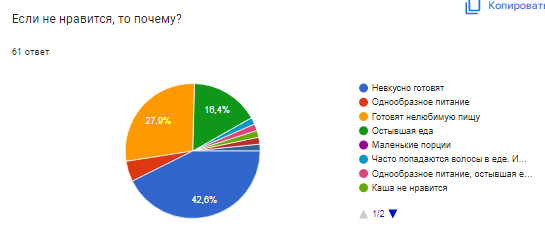 Копировать
Если не нравится, то почему?
61 ответ
Невкусно готовят
Однообразное питание
Готовят нелюбимую пищу
Остывшая еда
Маленькие порции
Часто попадаются волосы в еде. И…
Однообразное питание, остывшая е…
Каша не нравится
1/2
16,4%
27,9%
42,6%